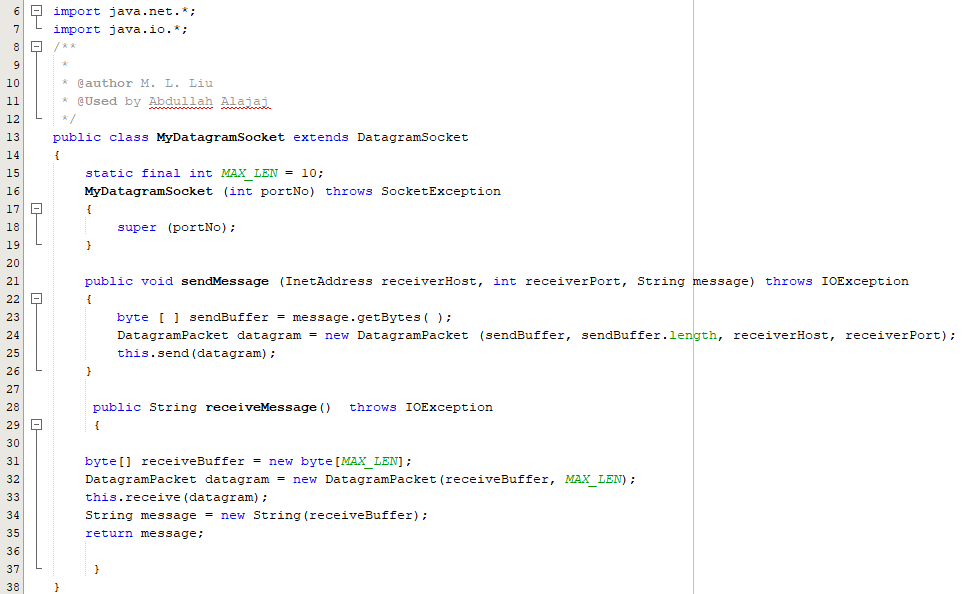 6 import java.net.*;
7 import java.io.*;
8 /**
9 *
10 * @author M. L. Liu
11 * @Used by Abdullah Alajaj
12 */
13 public class MyDatagramSocket extends DatagramSocket
14 {
15 static final int MAX_LEN = 10;
16 MyDatagramSocket (int portNo) throws SocketException
17 {
18 super (portNo);
19 }
20
21 public void sendMessage (InetAddress receiverHost, int receiverPort, String message) throws IOException
22 {
23 byte [ ] sendBuffer = message.getBytes( );
24 DatagramPacket datagram = new DatagramPacket (sendBuffer, sendBuffer.length, receiverHost, receiverPort);
25 this.send(datagram);
26 }
27
28 public String receiveMessage()  throws IOException
29 {
30
31 byte[] receiveBuffer = new byte[MAX_LEN];
32 DatagramPacket datagram = new DatagramPacket(receiveBuffer, MAX_LEN);
33 this.receive(datagram);
34 String message = new String(receiveBuffer);
35 return message;
36
37 }
38 }